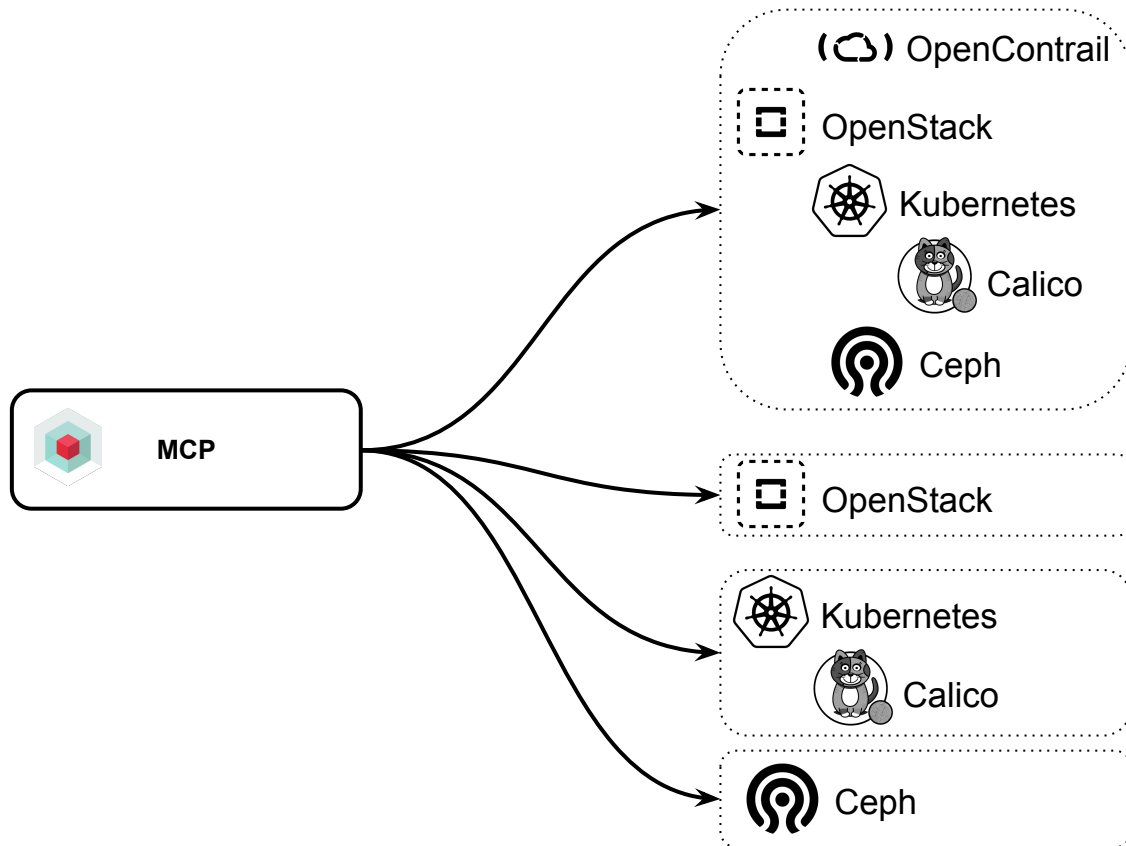 OpenContrail
OpenStack
Kubernetes
Calico
Ceph
MCP
OpenStack
Kubernetes
Calico
Ceph